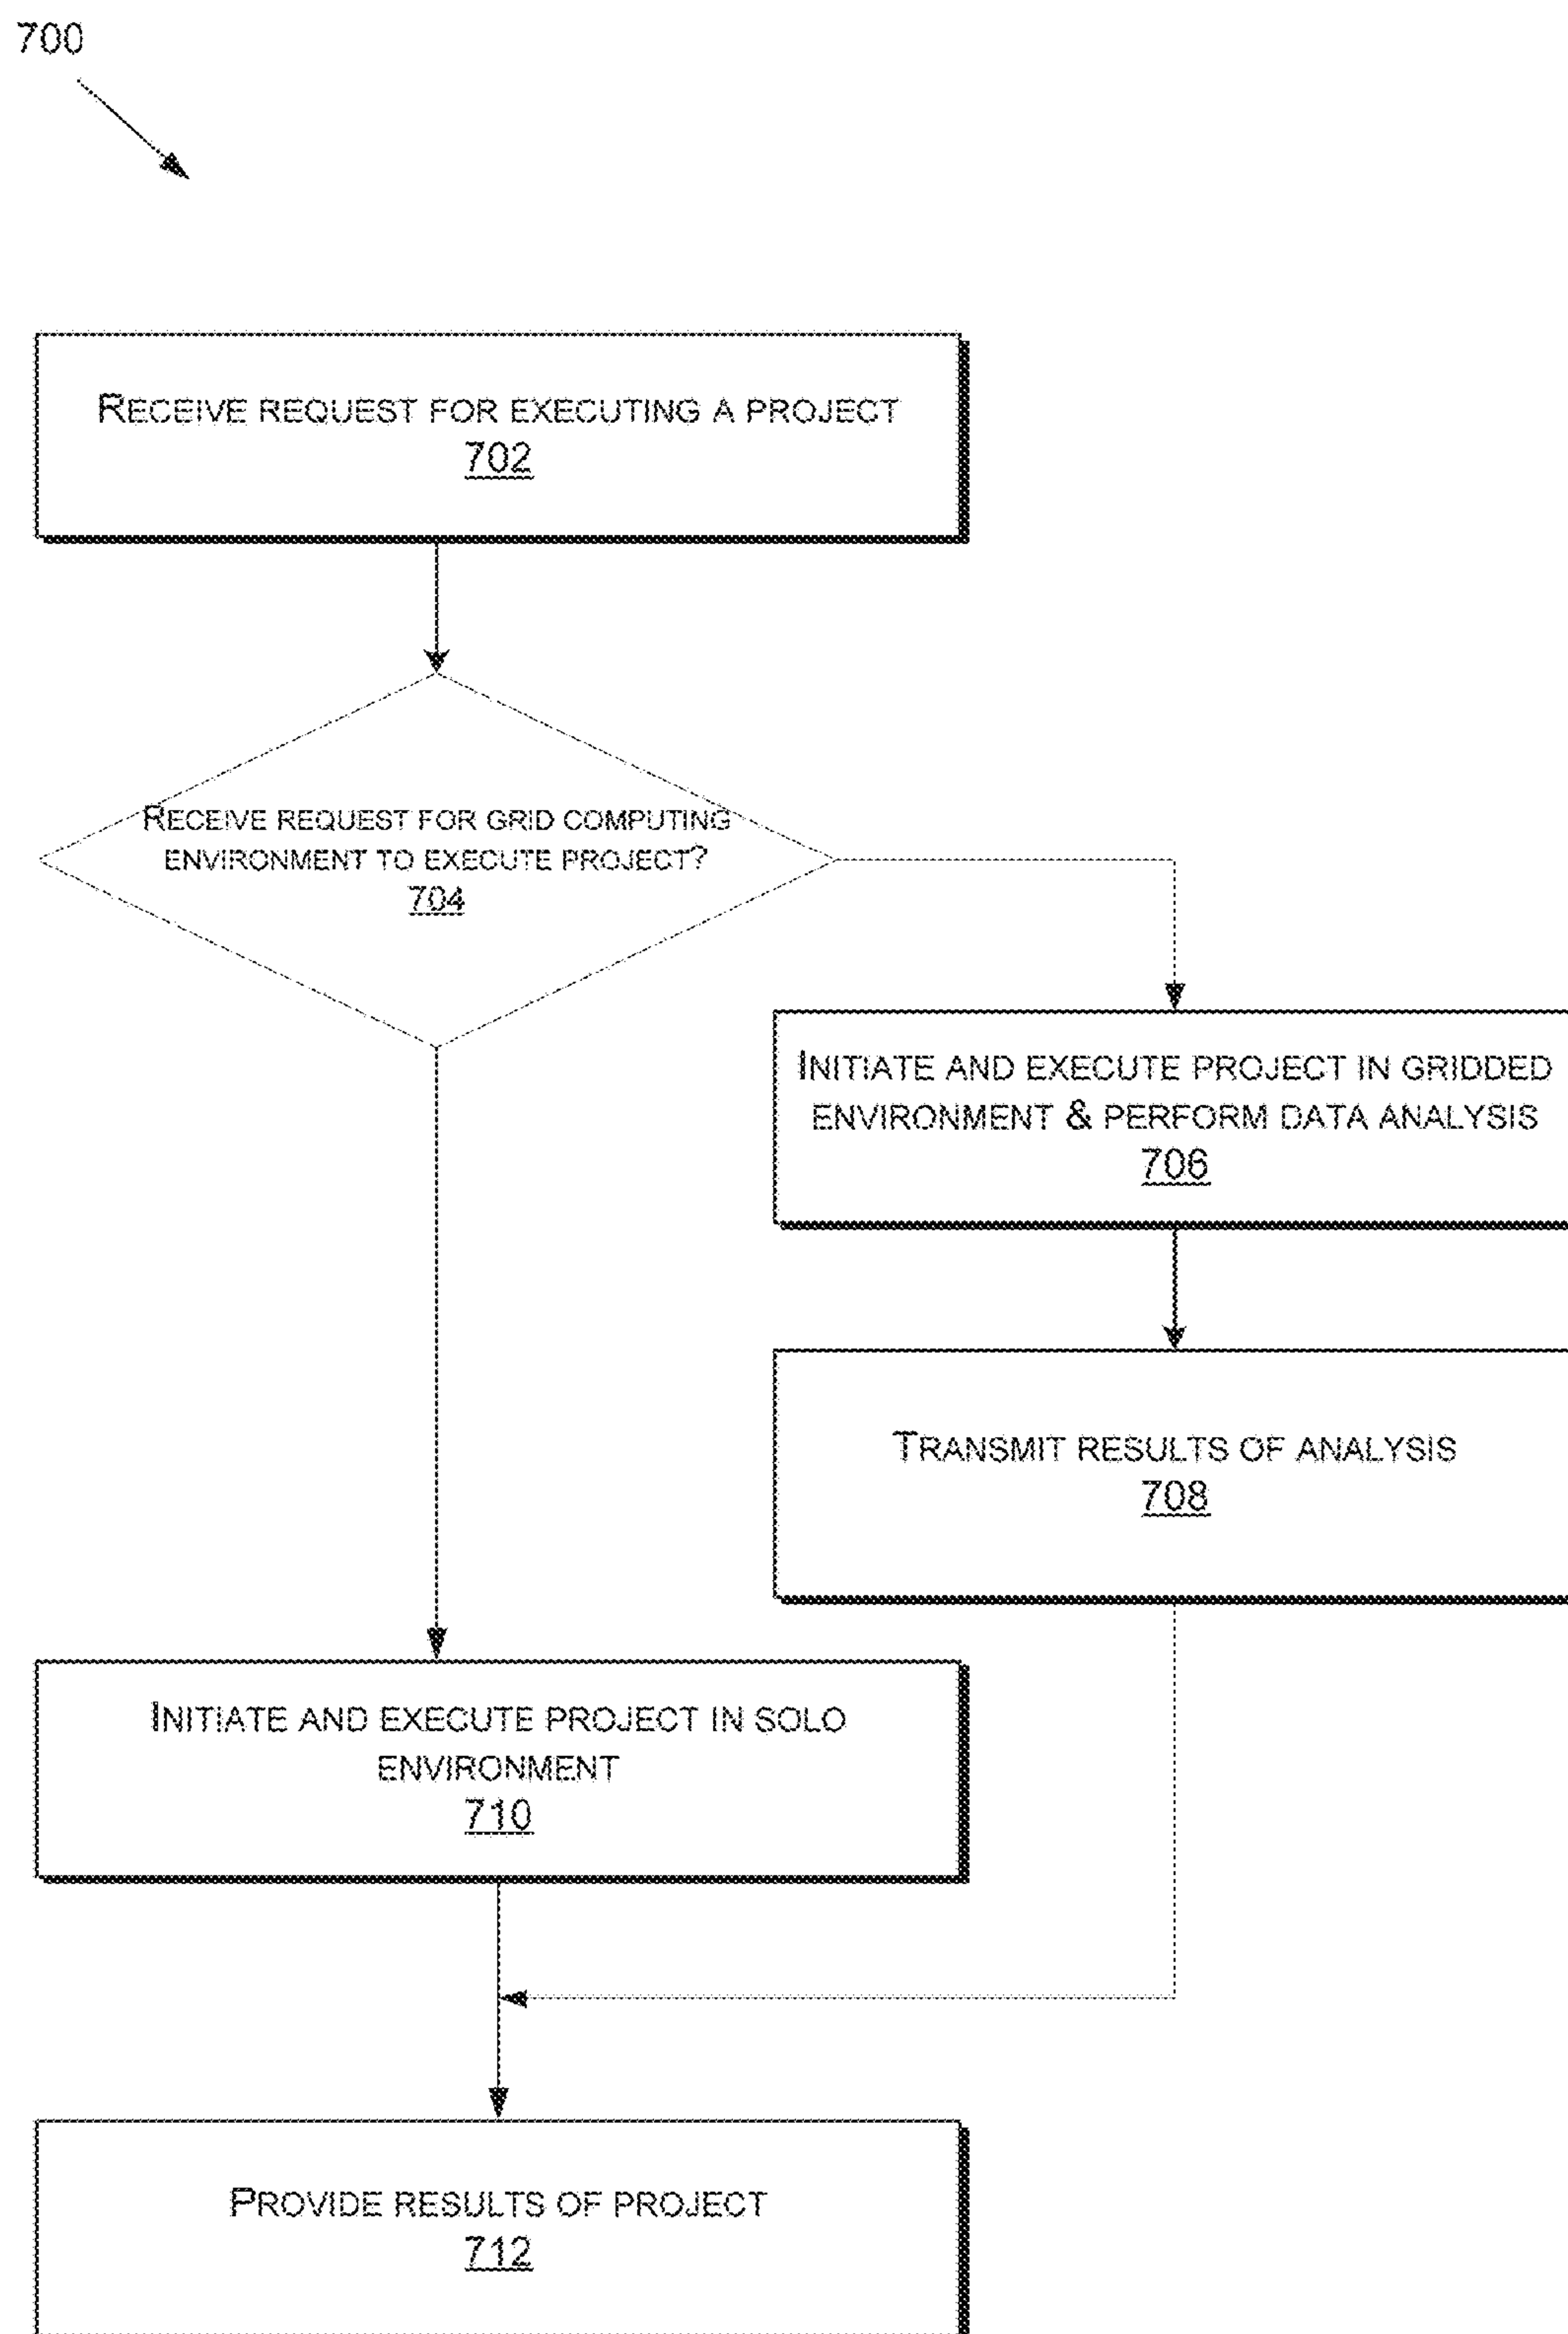 700
RECEIVE REQUEST FOR EXECUTING A PROJECT
702
RECEIVE REQUEST FOR GRID COMPUTING
ENVIRONMENT TO EXECUTE PROJECT?
704
INITIATE AND EXECUTE PROJECT IN GRIDDED
ENVIRONMENT & PERFORM DATA ANALYSIS
706
TRANSMIT RESULTS OF ANALYSIS
708
INITIATE AND EXECUTE PROJECT IN SOLO
ENVIRONMENT
710
PROVIDE RESULTS OF PROJECT
712